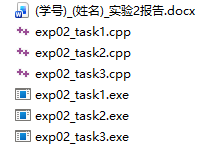 (学号)_(姓名)_实验2报告.docx
exp02_task1.cpp
exp02_task2.cpp
exp02_task3.cpp
exp02_task1.exe
exp02_task2.exe
exp02_task3.exe